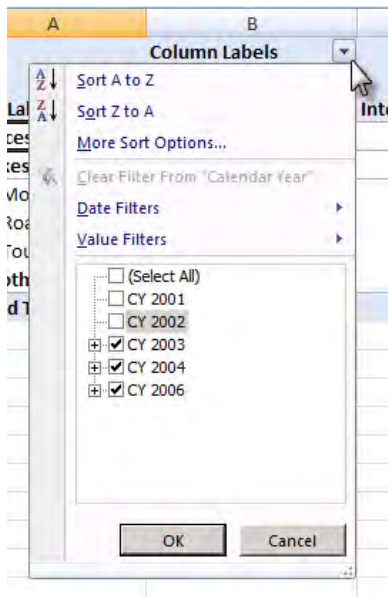 A B
Column Labels
Sort A to Z
Sort Z to A
More Sort Options...
Clear Filter From "Calendar Year"
Date Filters
Value Filters
(Select All)
CY 2001
CY 2002
CY 2003
CY 2004
CY 2006
OK Cancel